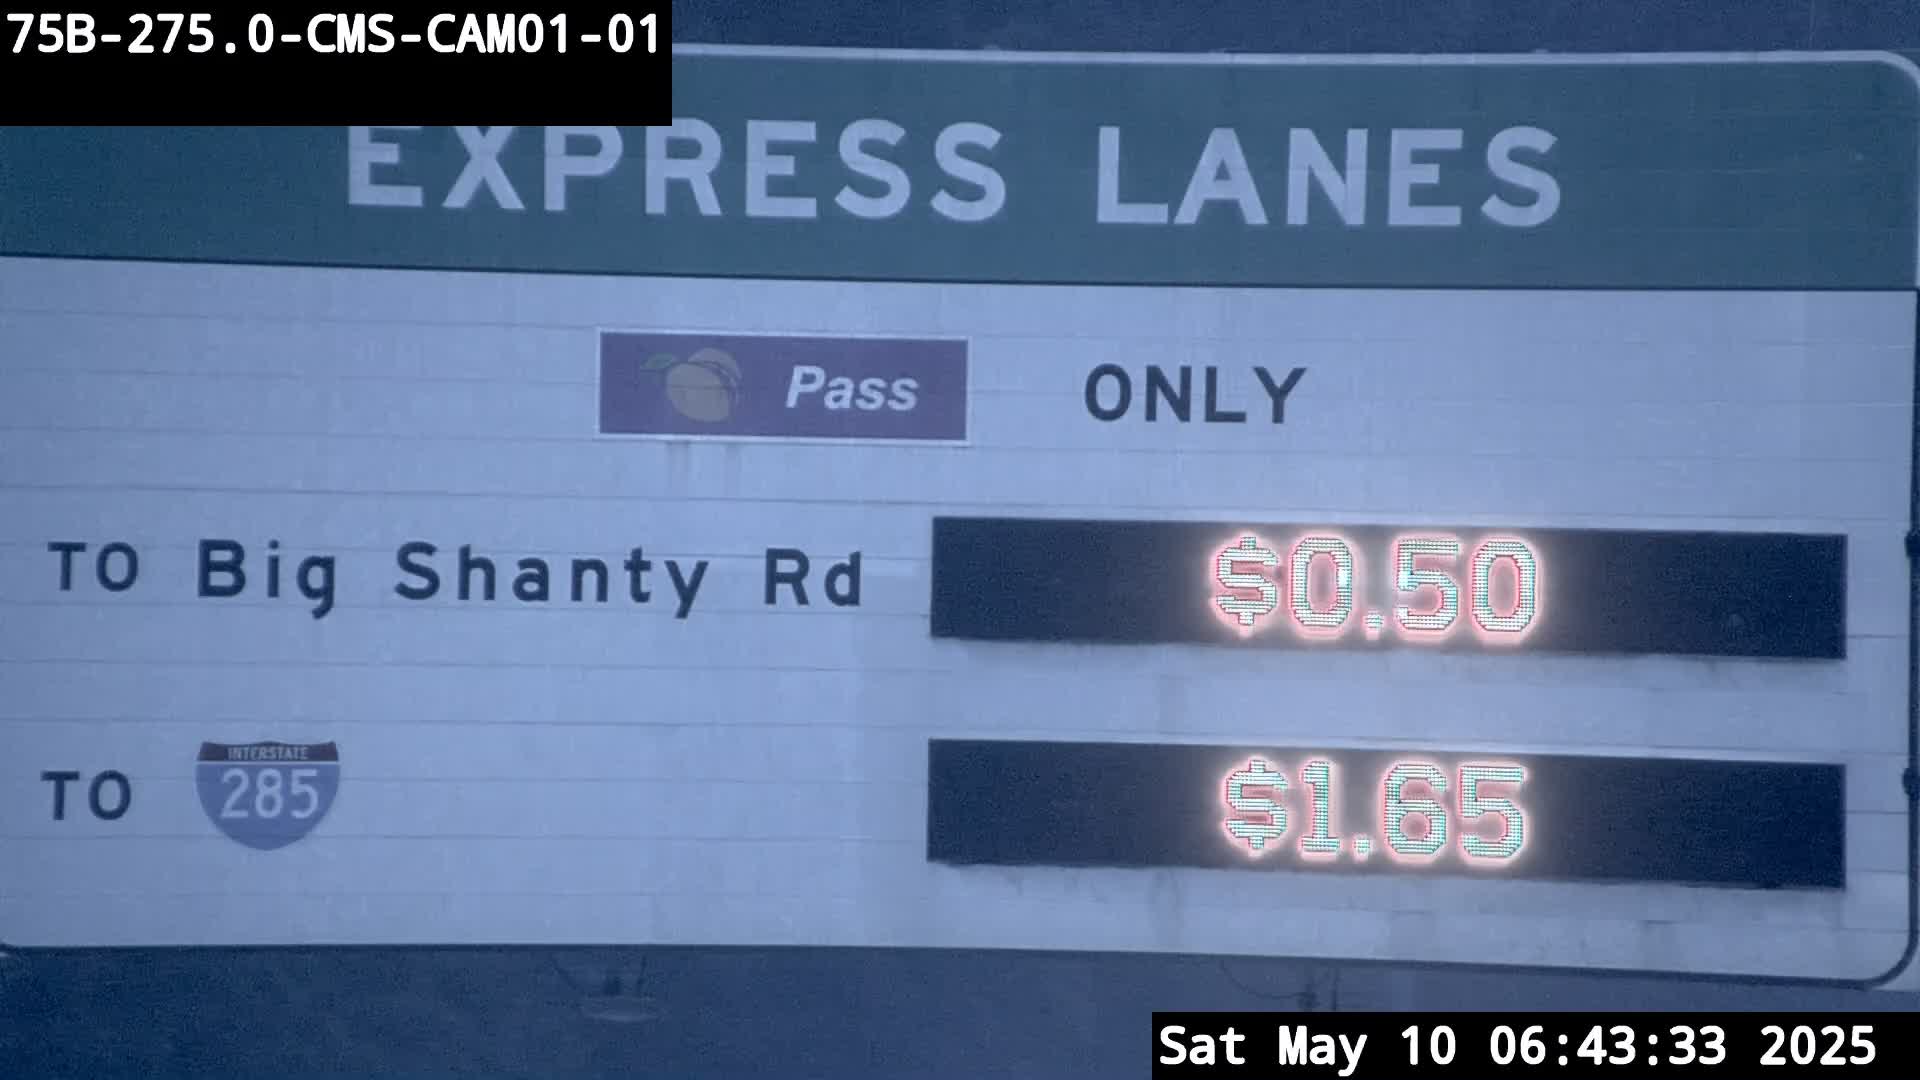 75B-275.0-CMS-CAM01-01
EXPRESS LANES
Pass ONLY
TO Big Shanty Rd $0.50
TO INTERSTATE 285 $1.65
Sat May 10 06:43:33 2025